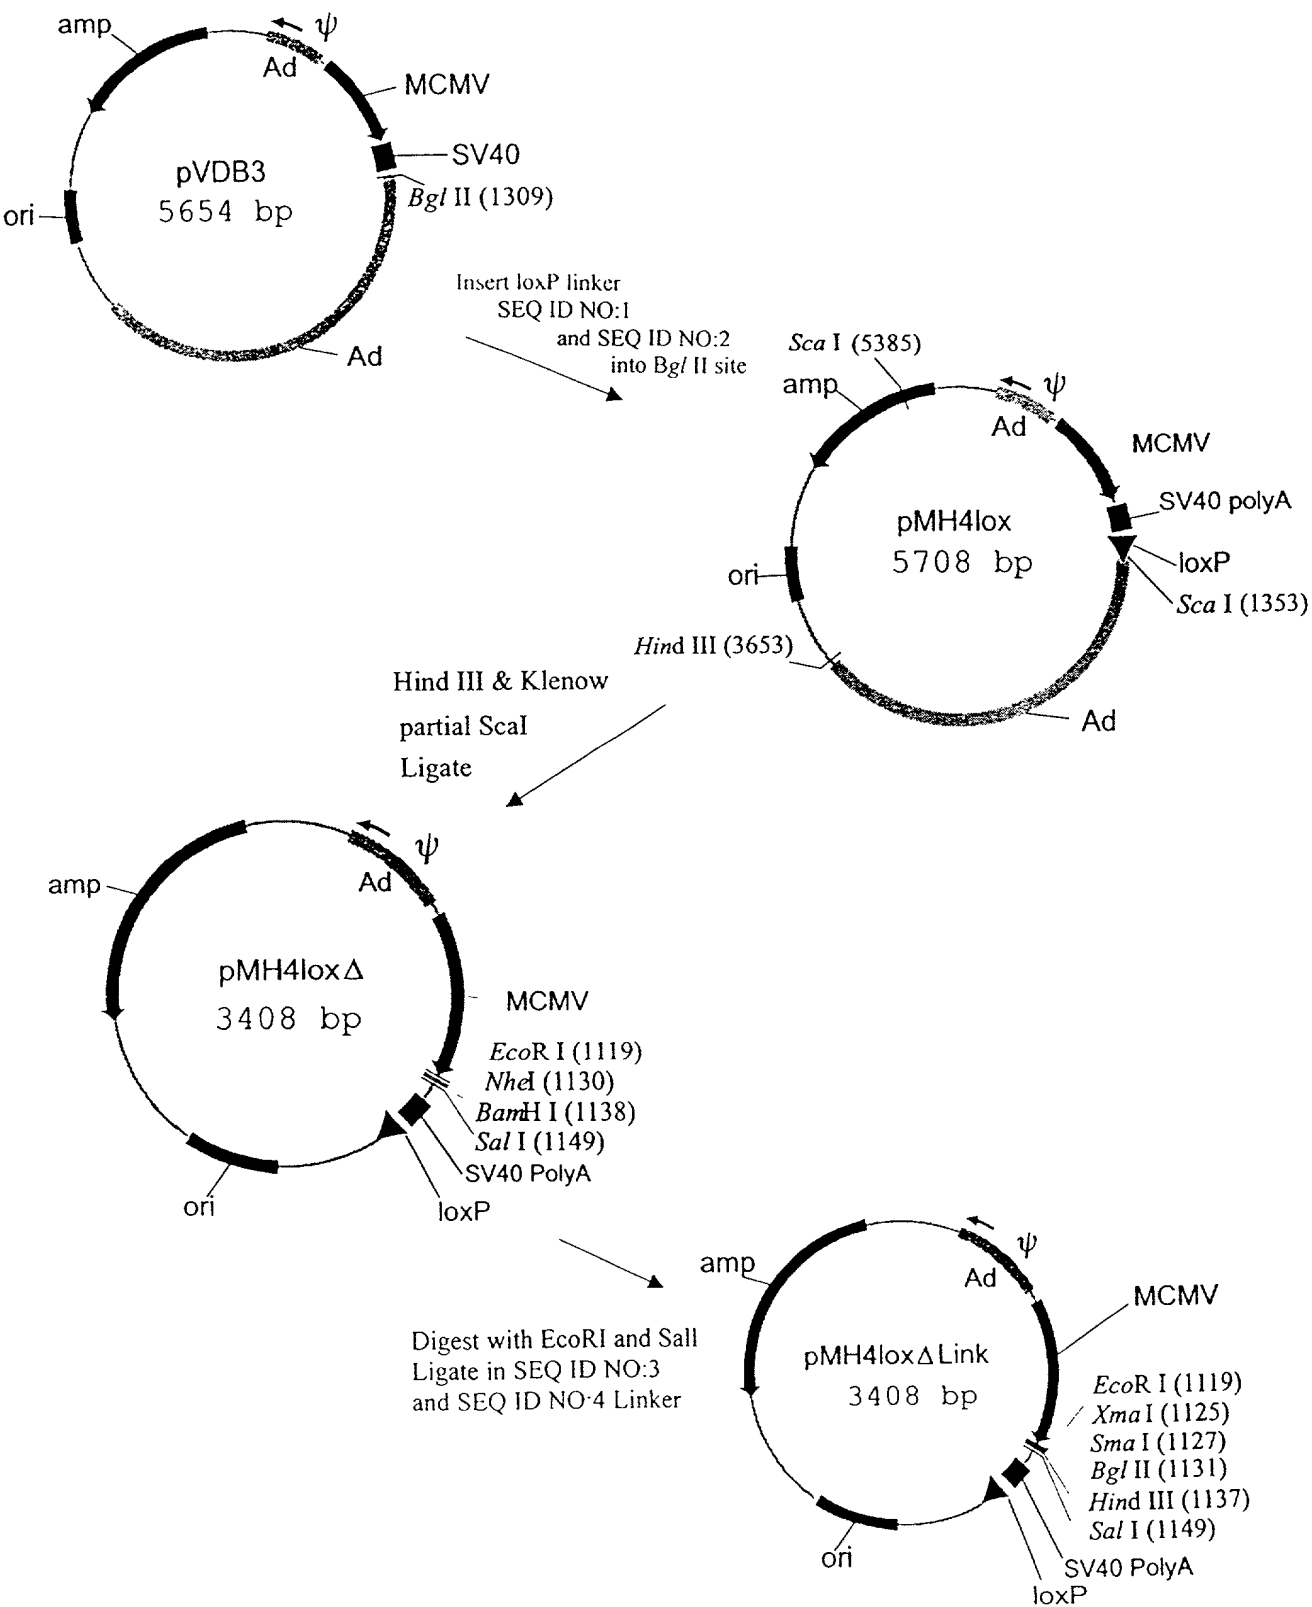 amp
ψ
Ad
MCMV
SV40
pVDB3
5654 bp
Bgl II (1309)
ori
Ad
Insert loxP linker
SEQ ID NO:1
and SEQ ID NO:2
into Bgl II site
Sca I (5385)
amp
ψ
Ad
MCMV
SV40 polyA
pMH4lox
5708 bp
loxP
ori
Sca I (1353)
Hind III (3653)
Ad
Hind III & Klenow
partial ScaI
Ligate
ψ
amp
Ad
pMH4lox Δ
3408 bp
MCMV
EcoR I (1119)
NheI (1130)
BamH I (1138)
Sal I (1149)
SV40 PolyA
ori
loxP
Digest with EcoRI and SalI
Ligate in SEQ ID NO:3
and SEQ ID NO·4 Linker
amp
ψ
Ad
MCMV
pMH4lox Δ Link
3408 bp
EcoR I (1119)
Xma I (1125)
Sma I (1127)
Bgl II (1131)
Hind III (1137)
Sal I (1149)
SV40 PolyA
ori
loxP